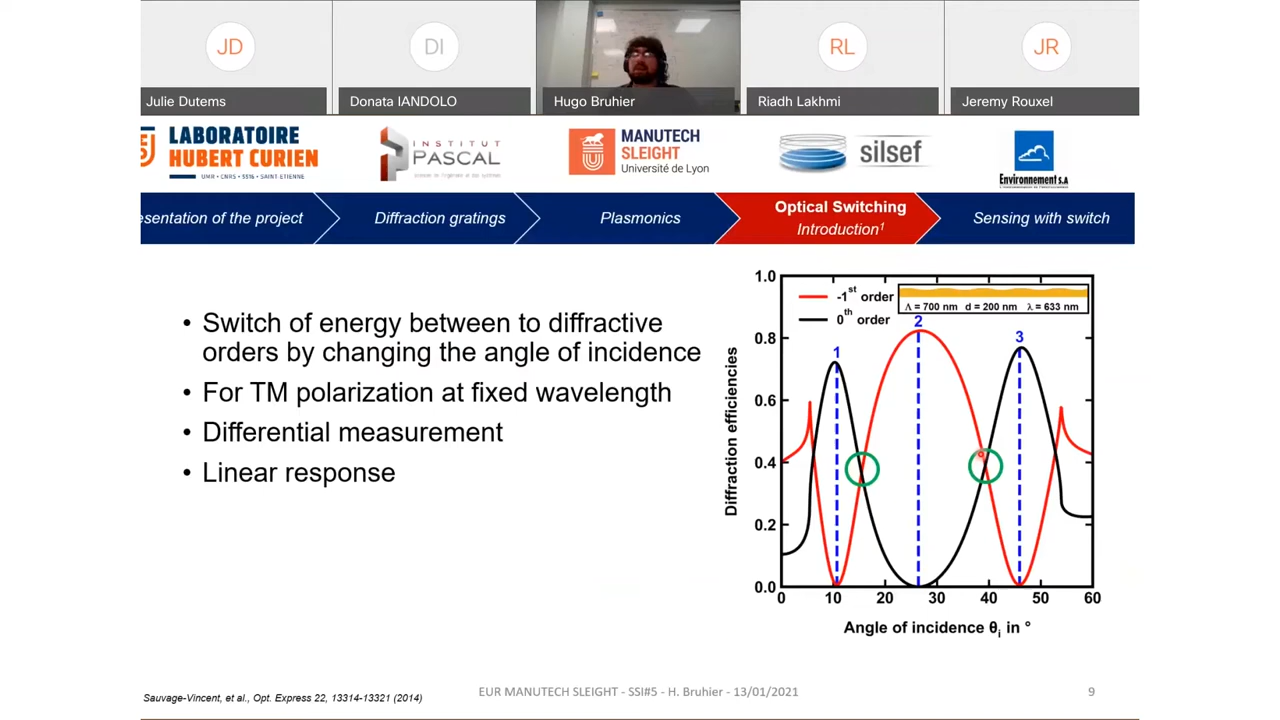 JD
DI
RL
JR
Julie Dutems
Donata IANDOLO
Hugo Bruhier
Riadh Lakhmi
Jeremy Rouxel
LABORATOIRE
HUBERT CURIEN
UMR • CNRS • 5516 • SAINT-ETIENNE
INSTITUT
PASCAL
MANUTECH
SLEIGHT
Université de Lyon
silsef
Environnement S.A
esentation of the project
Diffraction gratings
Plasmonics
Optical Switching
Introduction¹
Sensing with switch
• Switch of energy between to diffractive
orders by changing the angle of incidence
• For TM polarization at fixed wavelength
• Differential measurement
• Linear response
-1st order
0th order
Λ = 700 nm d = 200 nm λ = 633 nm
1
2
3
1.0
0.8
0.6
0.4
0.2
0.0
Diffraction efficiencies
0 10 20 30 40 50 60
Angle of incidence θi in °
Sauvage-Vincent, et al., Opt. Express 22, 13314-13321 (2014)
EUR MANUTECH SLEIGHT - SSI#5 - H. Bruhier - 13/01/2021
9